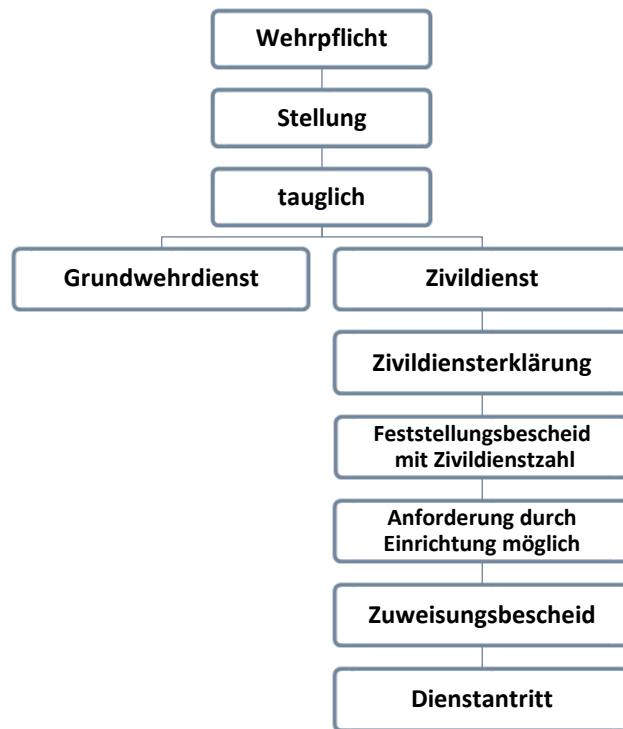 Wehrpflicht
Stellung
tauglich
Grundwehrdienst
Zivildienst
Zivildiensterklärung
Feststellungsbescheid
mit Zivildienstzahl
Anforderung durch
Einrichtung möglich
Zuweisungsbescheid
Dienstantritt